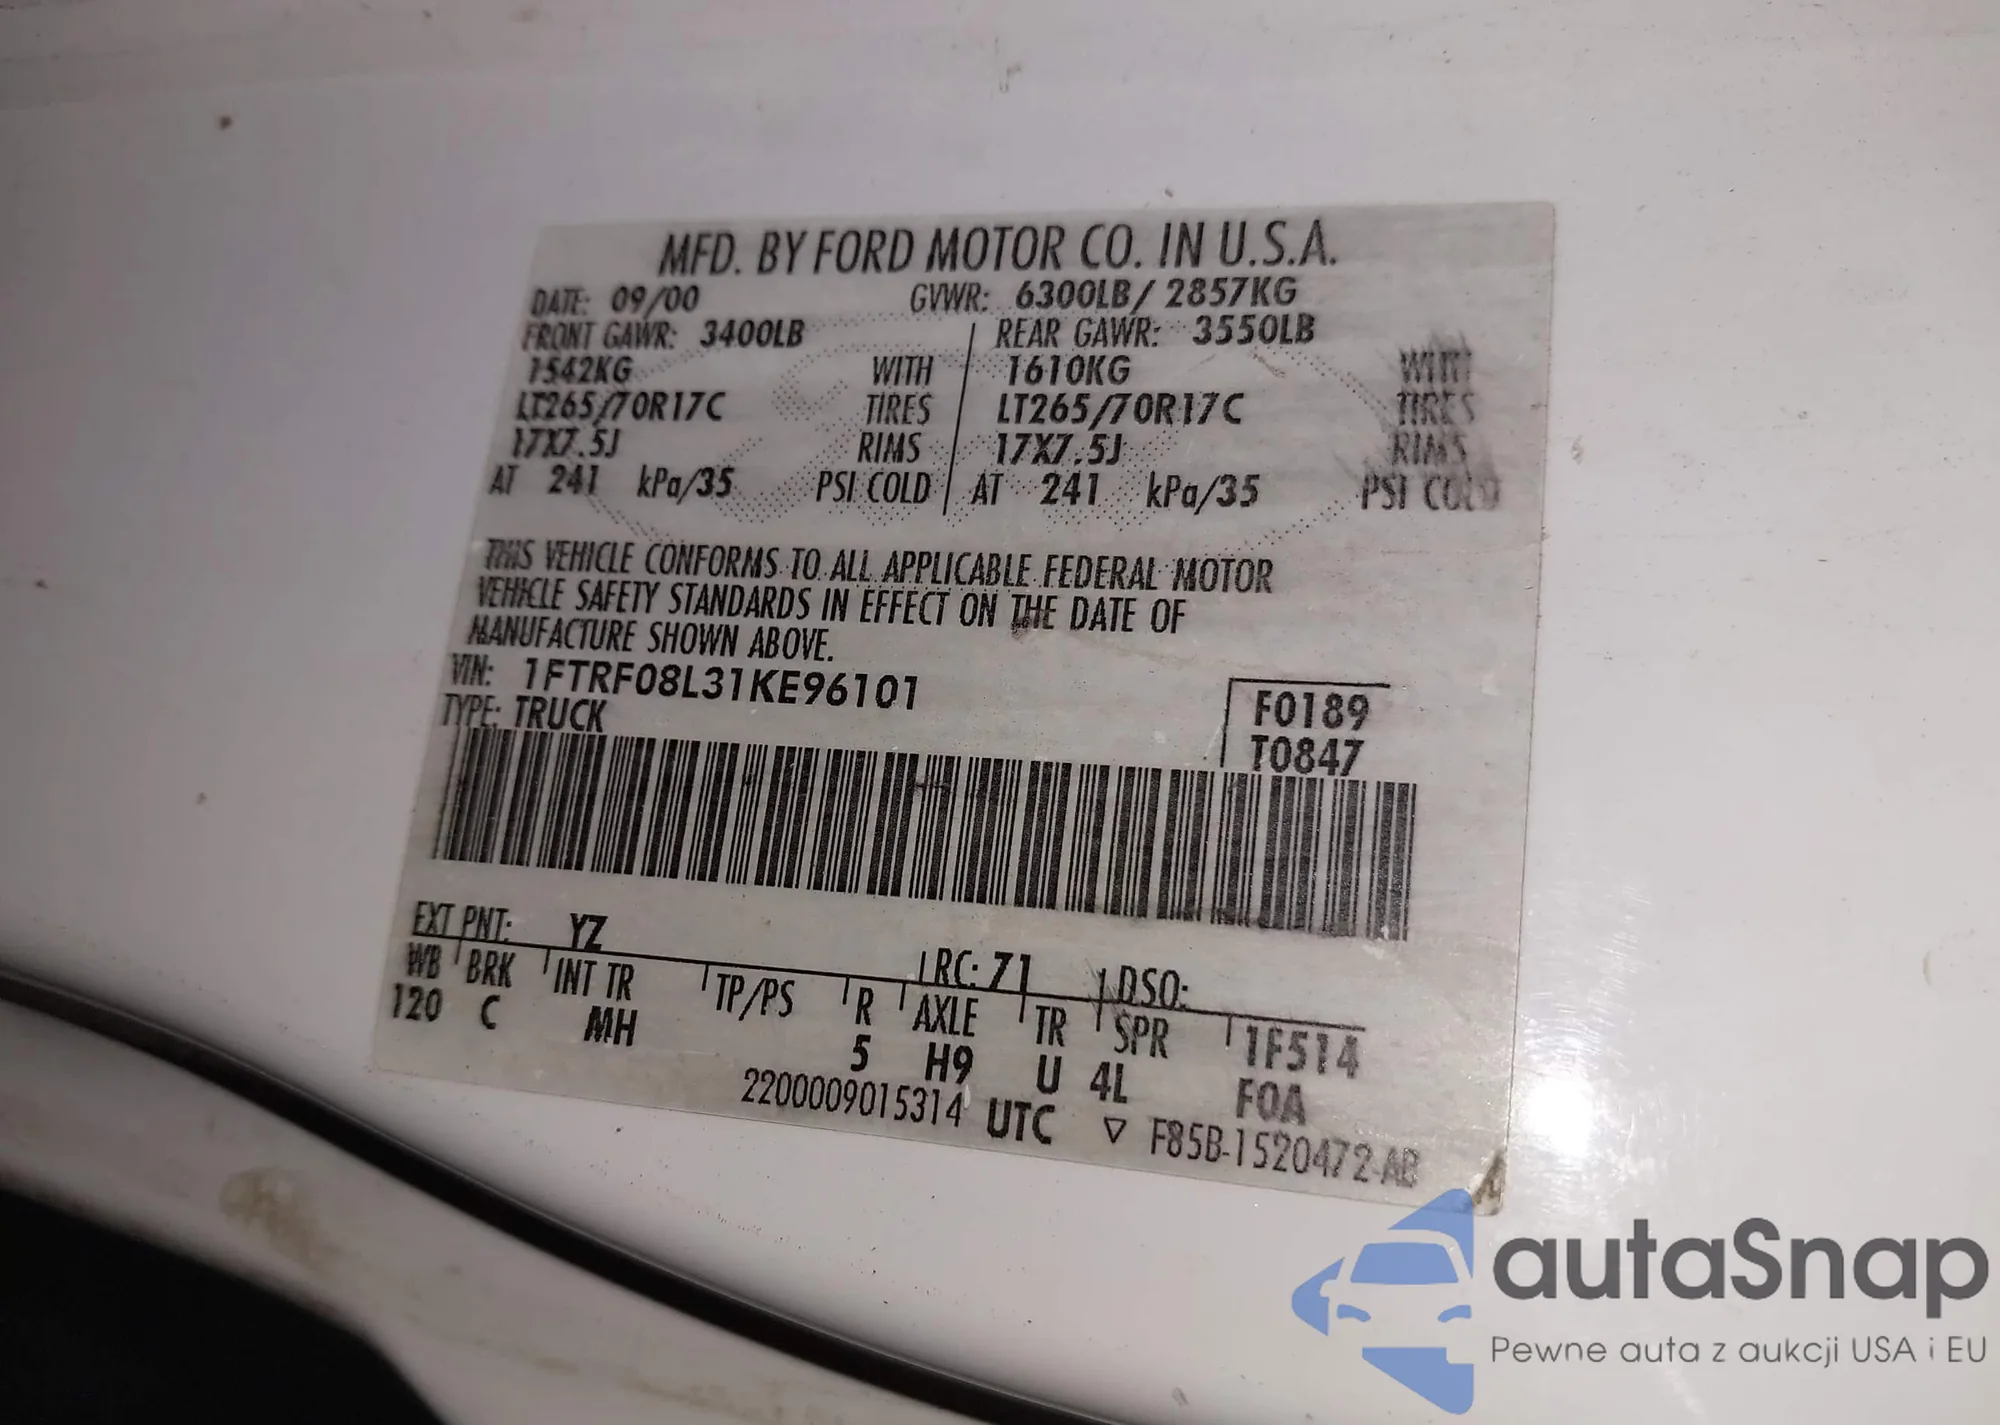 MFD. BY FORD MOTOR CO. IN U.S.A.
DATE: 09/00 GVWR: 6300LB/ 2857KG
FRONT GAWR: 3400LB REAR GAWR: 3550LB
1542KG WITH 1610KG WITH
LT265/70R17C TIRES LT265/70R17C TIRES
17X7.5J RIMS 17X7.5J RIMS
AT 241 kPa/35 PSI COLD AT 241 kPa/35 PSI COLD
THIS VEHICLE CONFORMS TO ALL APPLICABLE FEDERAL MOTOR
VEHICLE SAFETY STANDARDS IN EFFECT ON THE DATE OF
MANUFACTURE SHOWN ABOVE.
VIN: 1FTRF08L31KE96101
TYPE: TRUCK
F0189
T0847
EXT PNT: YZ RC: 71 DSO:
WB BRK INT TR TP/PS R AXLE TR SPR 1F514
120 C MH 5 H9 U 4L F0A
2200009015314 UTC ▽ F85B-1520472-AB
autaSnap
Pewne auta z aukcji USA i EU